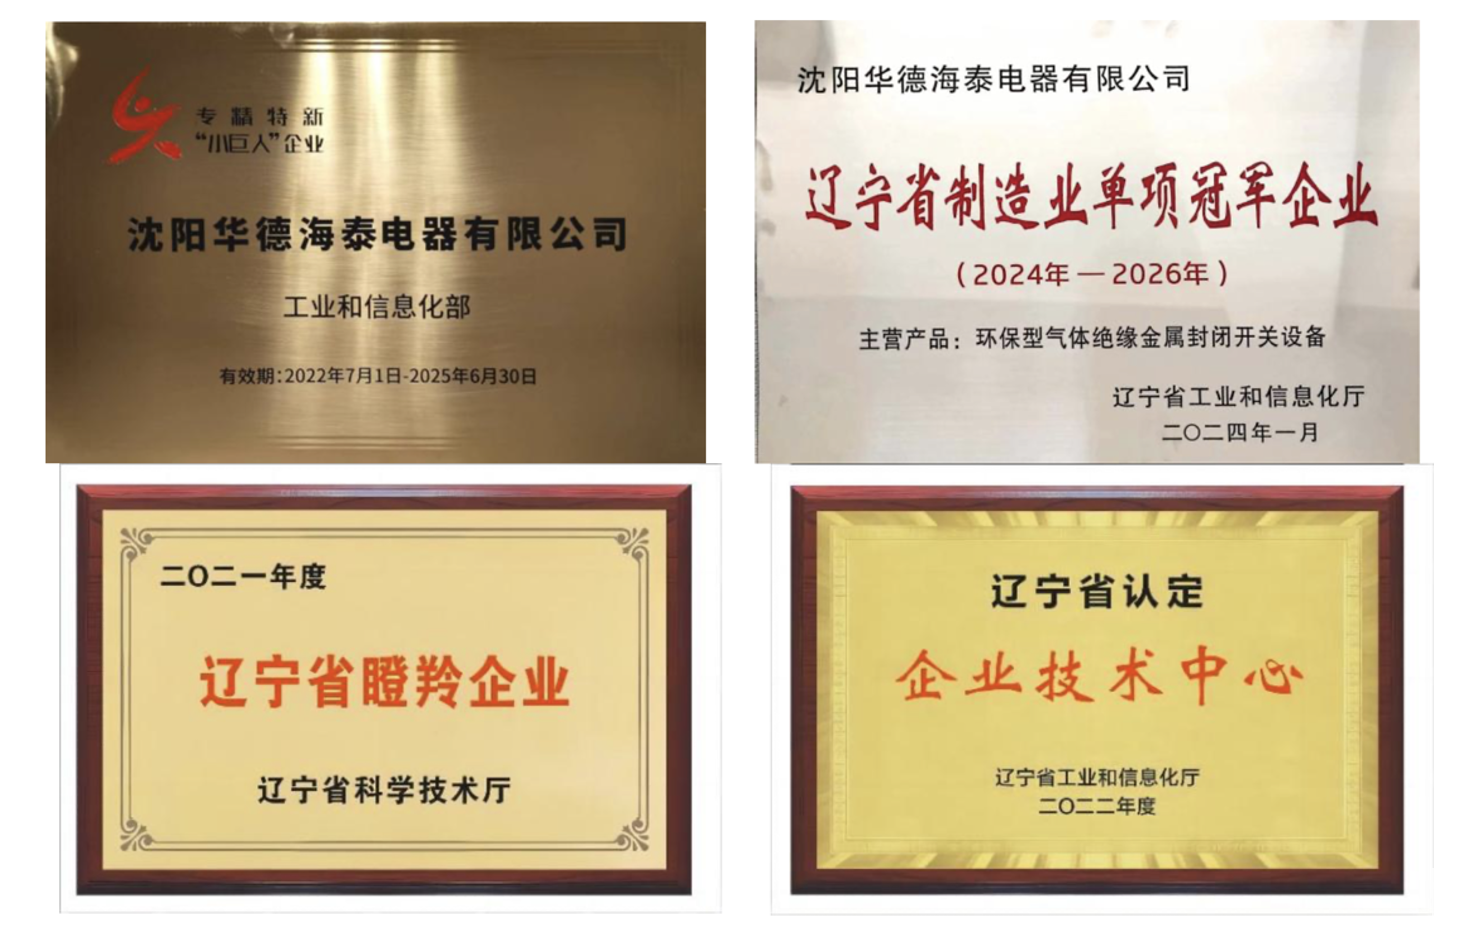 专精特新
“小巨人”企业
沈阳华德海泰电器有限公司
工业和信息化部
有效期:2022年7月1日-2025年6月30日
沈阳华德海泰电器有限公司
辽宁省制造业单项冠军企业
（2024年 — 2026年）
主营产品：环保型气体绝缘金属封闭开关设备
辽宁省工业和信息化厅
二〇二四年一月
二〇二一年度
辽宁省瞪羚企业
辽宁省科学技术厅
辽宁省认定
企业技术中心
辽宁省工业和信息化厅
二〇二二年度